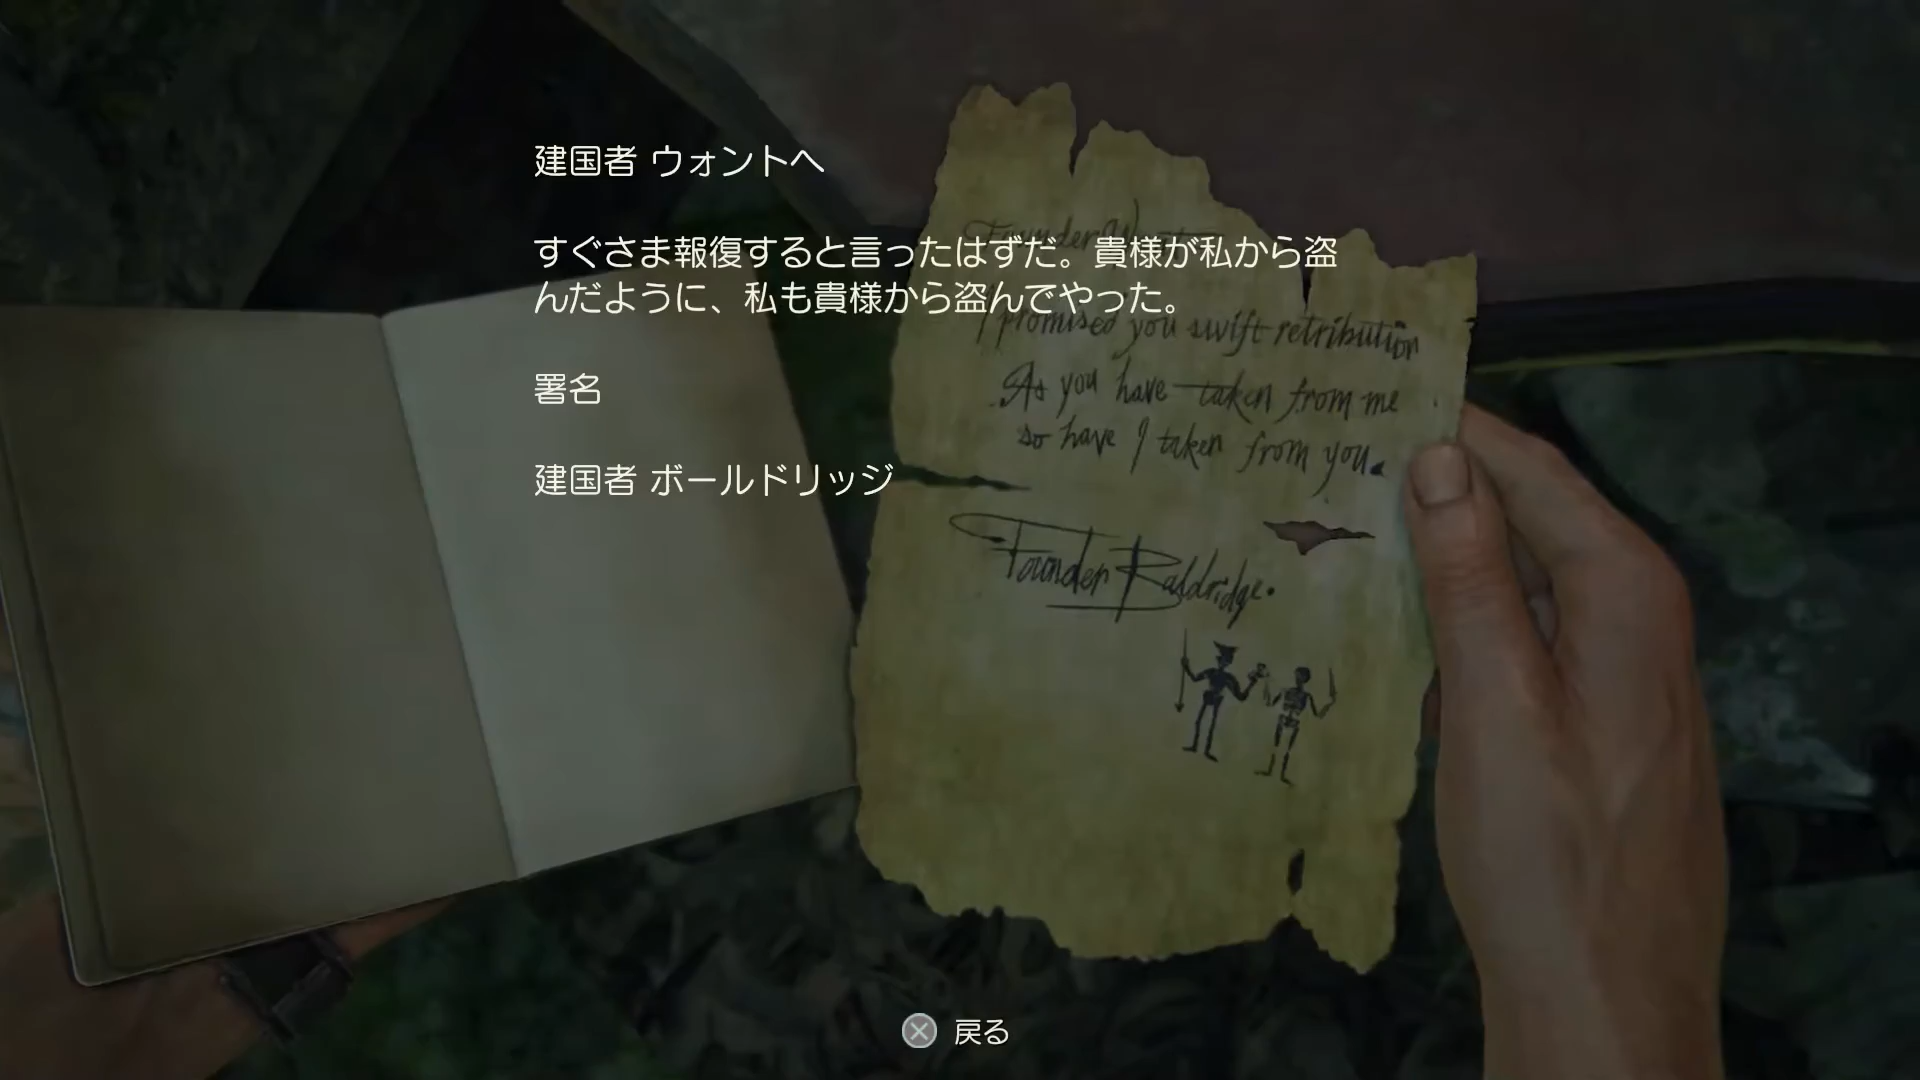 建国者 ウォントへ
すぐさま報復すると言ったはずだ。貴様が私から盗
んだように、私も貴様から盗んでやった。
署名
建国者 ボールドリッジ
Founder Want
I promised you swift retribution
As you have taken from me
so have I taken from you.
Founder Baldridge.
戻る